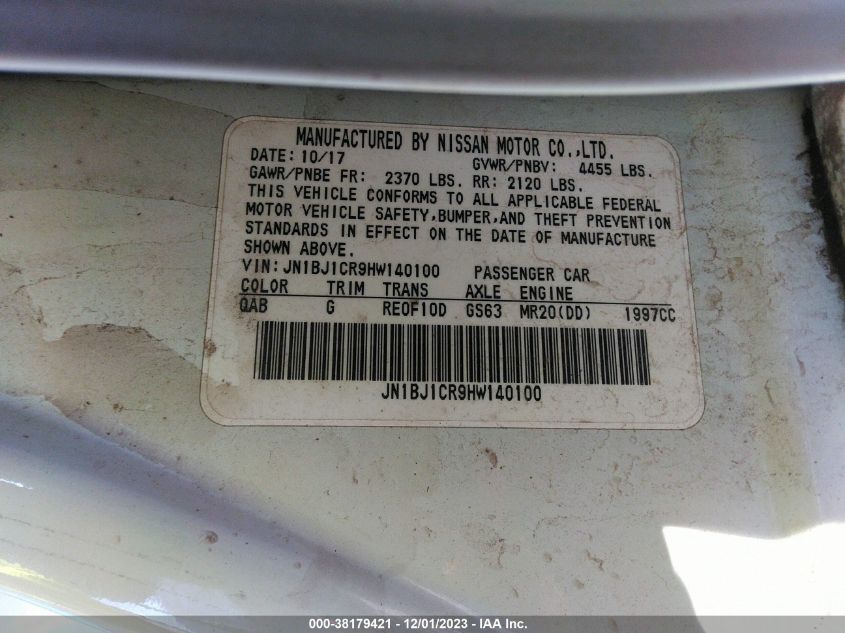 MANUFACTURED BY NISSAN MOTOR CO.,LTD.
DATE: 10/17 GVWR/PNBV: 4455 LBS.
GAWR/PNBE FR: 2370 LBS. RR: 2120 LBS.
THIS VEHICLE CONFORMS TO ALL APPLICABLE FEDERAL
MOTOR VEHICLE SAFETY,BUMPER,AND THEFT PREVENTION
STANDARDS IN EFFECT ON THE DATE OF MANUFACTURE
SHOWN ABOVE.
VIN:JN1BJ1CR9HW140100 PASSENGER CAR
COLOR TRIM TRANS AXLE ENGINE
QAB G RE0F10D GS63 MR20(DD) 1997CC
JN1BJ1CR9HW140100
000-38179421 - 12/01/2023 - IAA Inc.